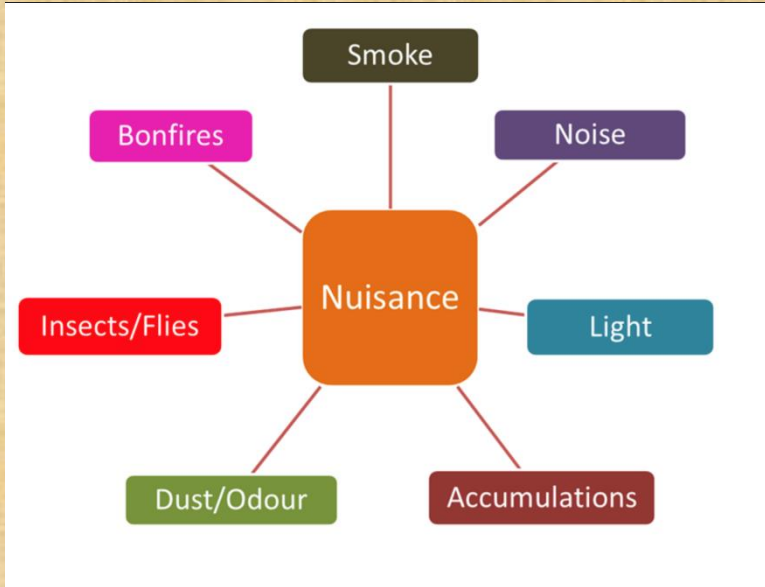 Smoke
Bonfires
Noise
Nuisance
Insects/Flies
Light
Dust/Odour
Accumulations